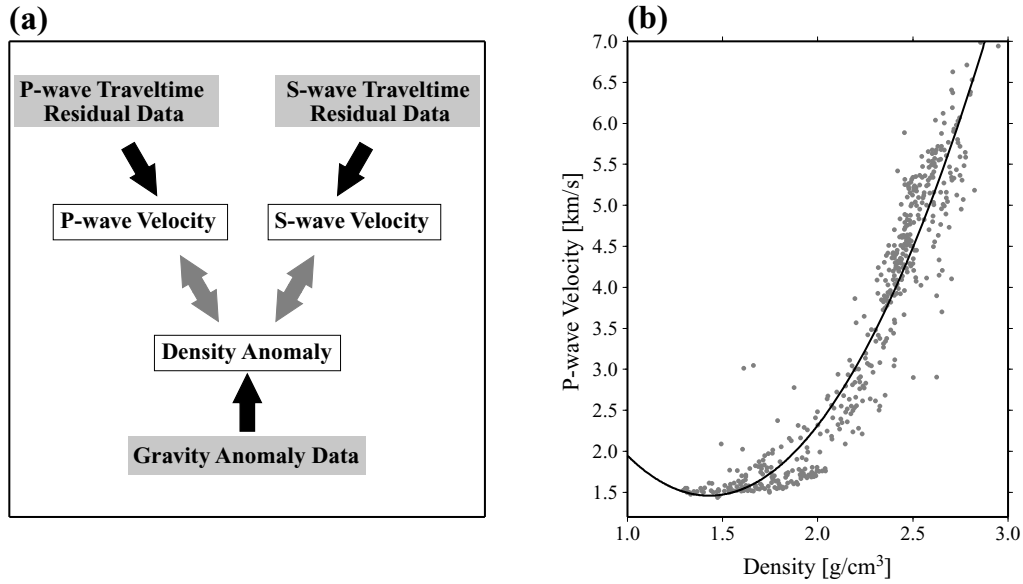 (a)
P-wave Traveltime
Residual Data
S-wave Traveltime
Residual Data
P-wave Velocity
S-wave Velocity
Density Anomaly
Gravity Anomaly Data
(b)
P-wave Velocity [km/s]
7.0
6.5
6.0
5.5
5.0
4.5
4.0
3.5
3.0
2.5
2.0
1.5
1.0
1.5
2.0
2.5
3.0
Density [g/cm³]